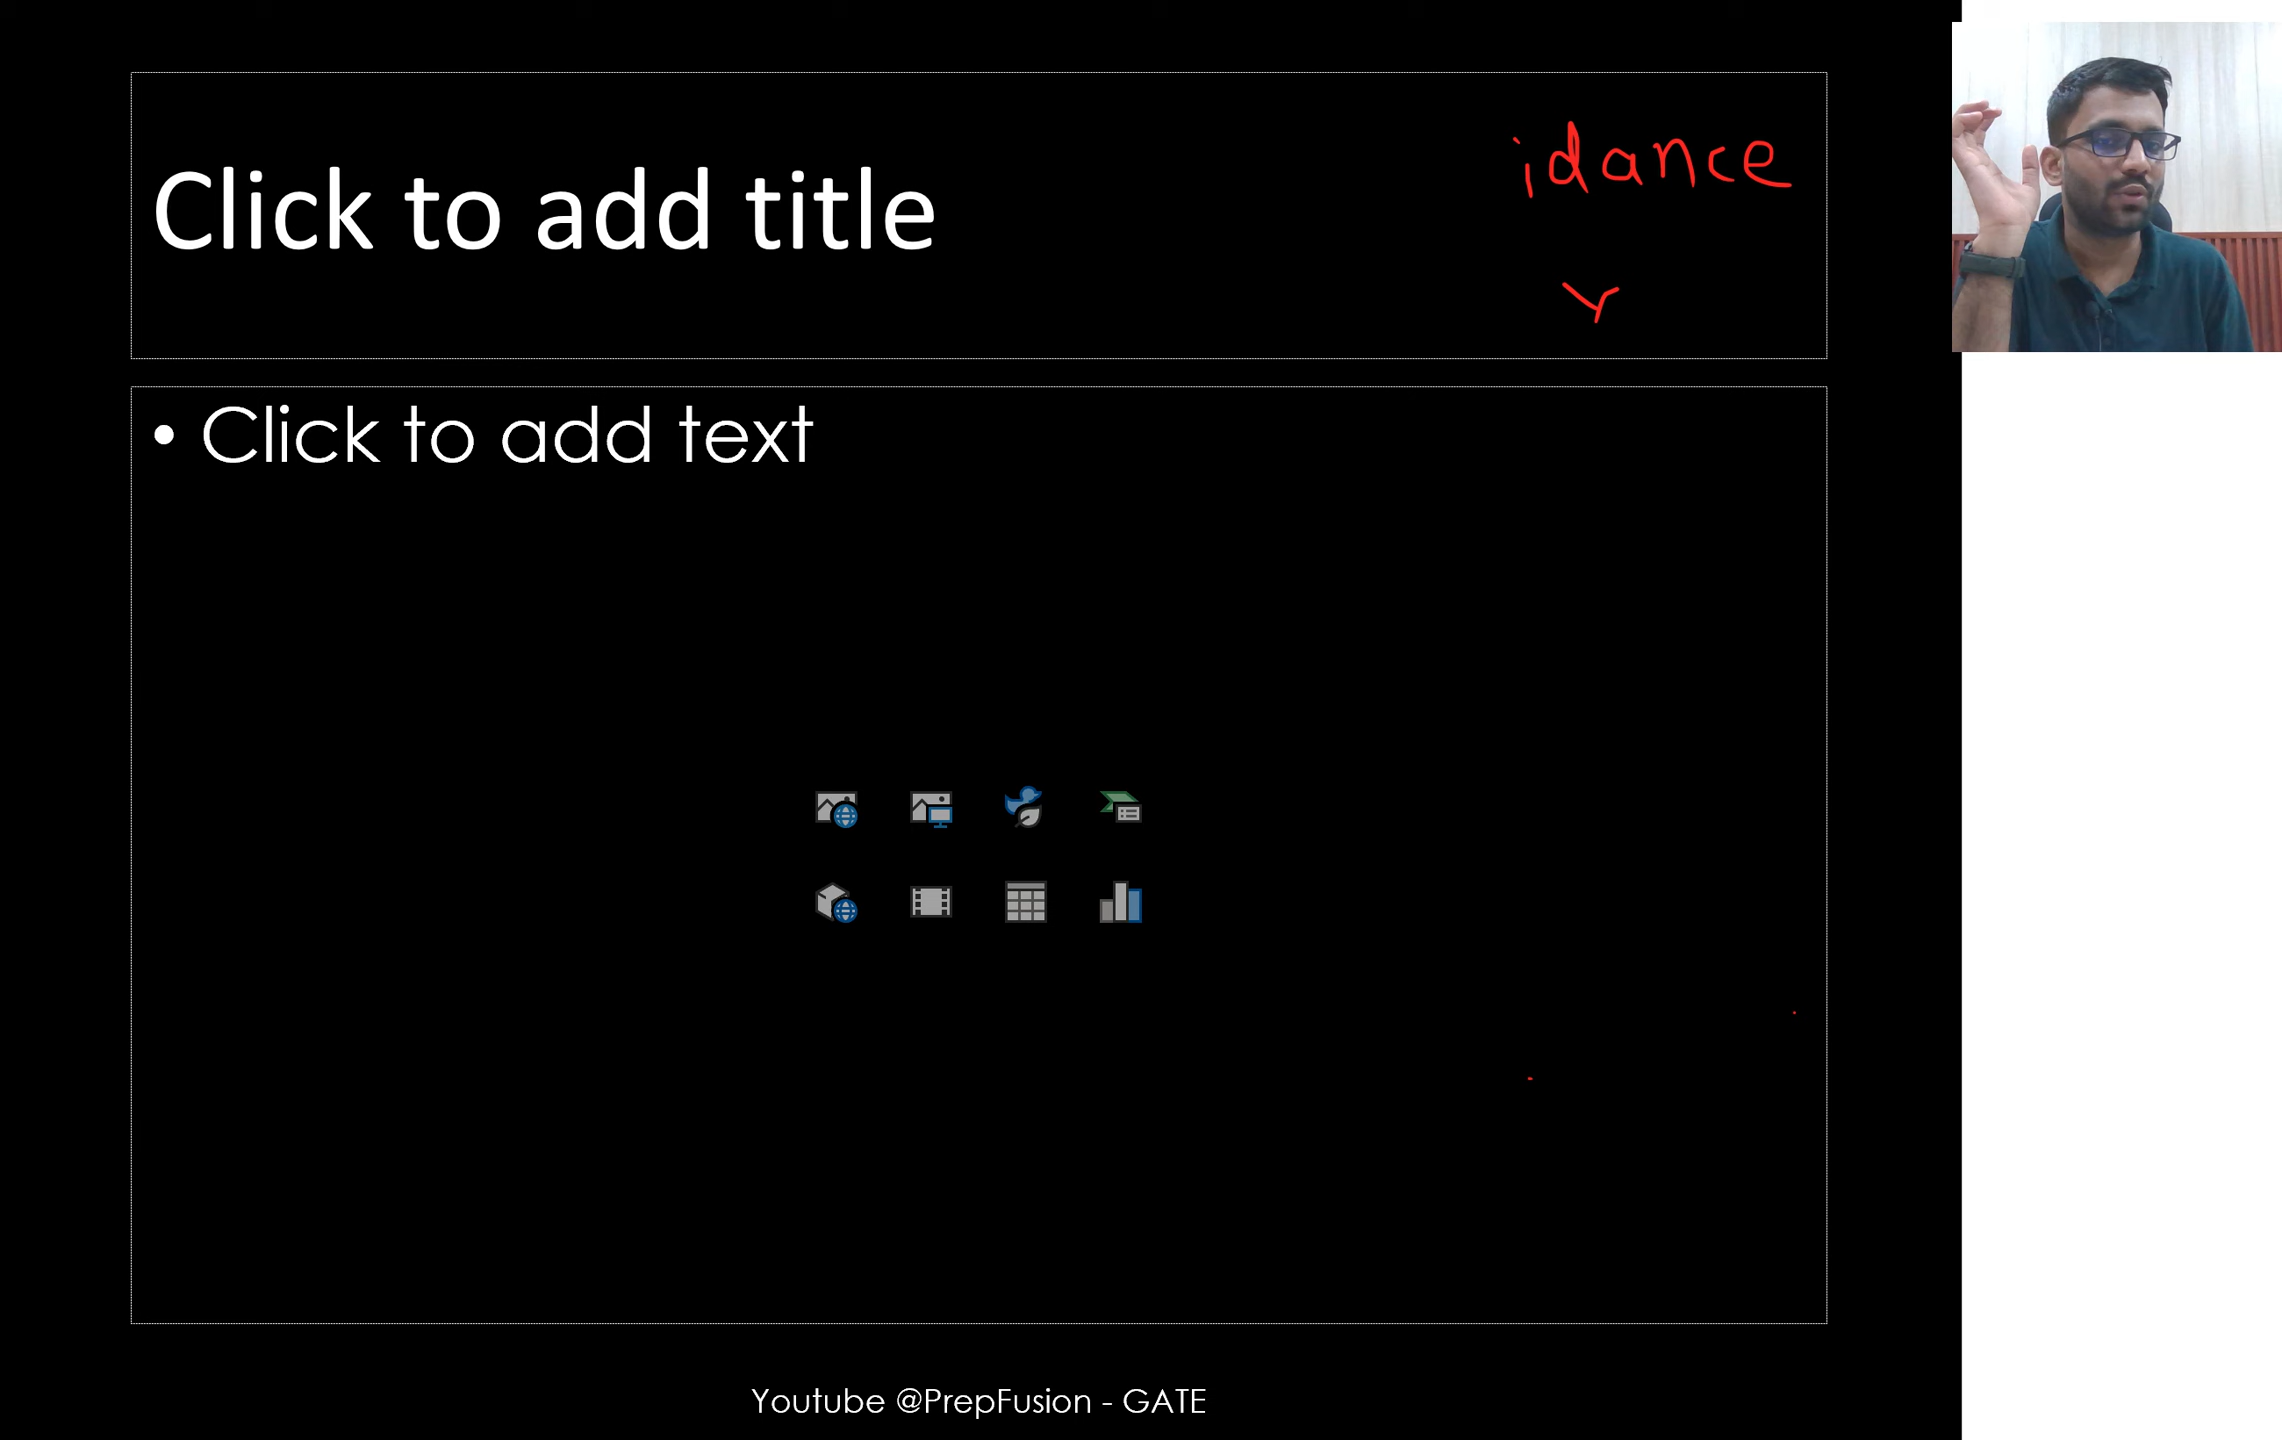 idance
Click to add title
Y
• Click to add text
Youtube @PrepFusion - GATE